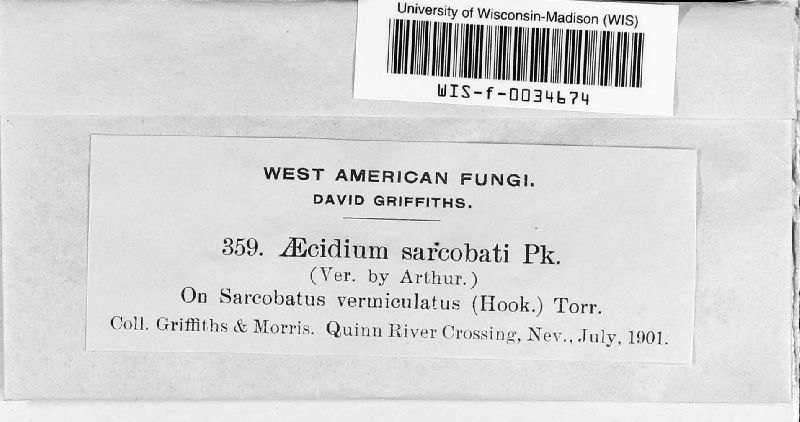 University of Wisconsin-Madison (WIS)
WIS-f-0034674
WEST AMERICAN FUNGI.
DAVID GRIFFITHS.
359. Æcidium sarcobati Pk.
(Ver. by Arthur.)
On Sarcobatus vermiculatus (Hook.) Torr.
Coll. Griffiths & Morris. Quinn River Crossing, Nev., July, 1901.